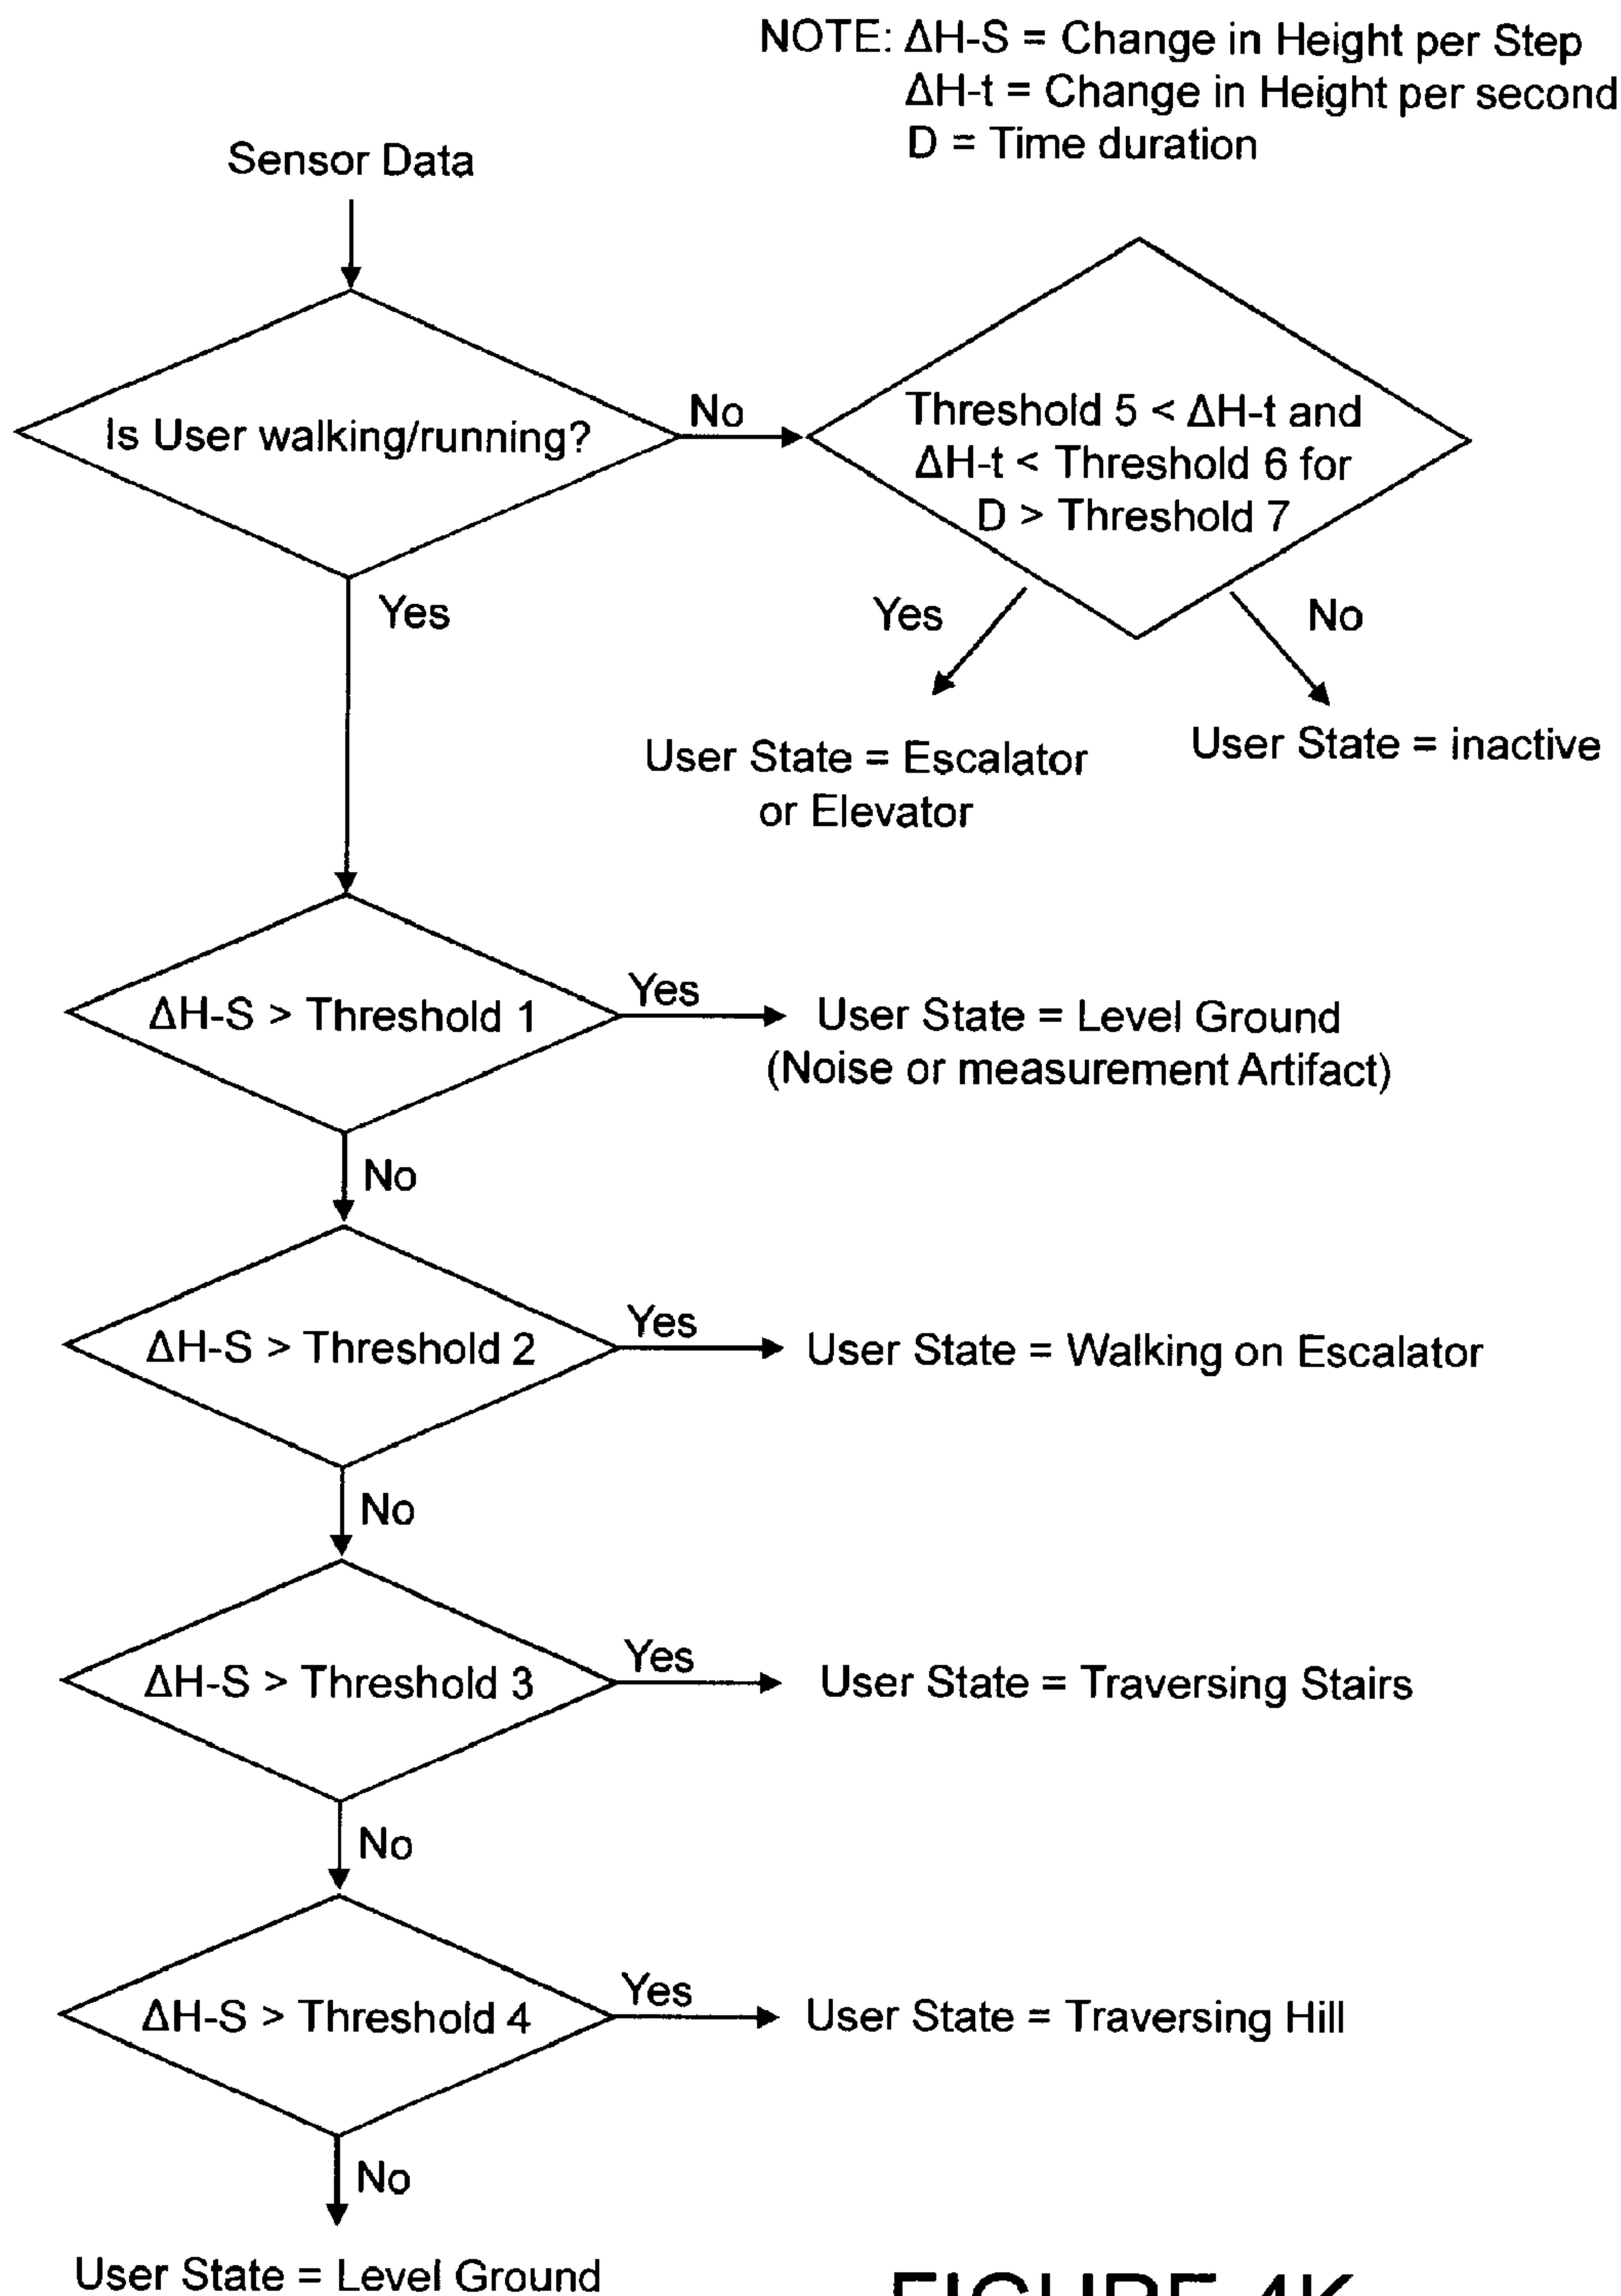 NOTE: ΔH-S = Change in Height per Step
ΔH-t = Change in Height per second
D = Time duration
Sensor Data
Is User walking/running?
No
Threshold 5 < ΔH-t and
ΔH-t < Threshold 6 for
D > Threshold 7
Yes
Yes
No
User State = Escalator
or Elevator
User State = inactive
ΔH-S > Threshold 1
Yes
User State = Level Ground
(Noise or measurement Artifact)
No
ΔH-S > Threshold 2
Yes
User State = Walking on Escalator
No
ΔH-S > Threshold 3
Yes
User State = Traversing Stairs
No
ΔH-S > Threshold 4
Yes
User State = Traversing Hill
No
User State = Level Ground
FIGURE 4K